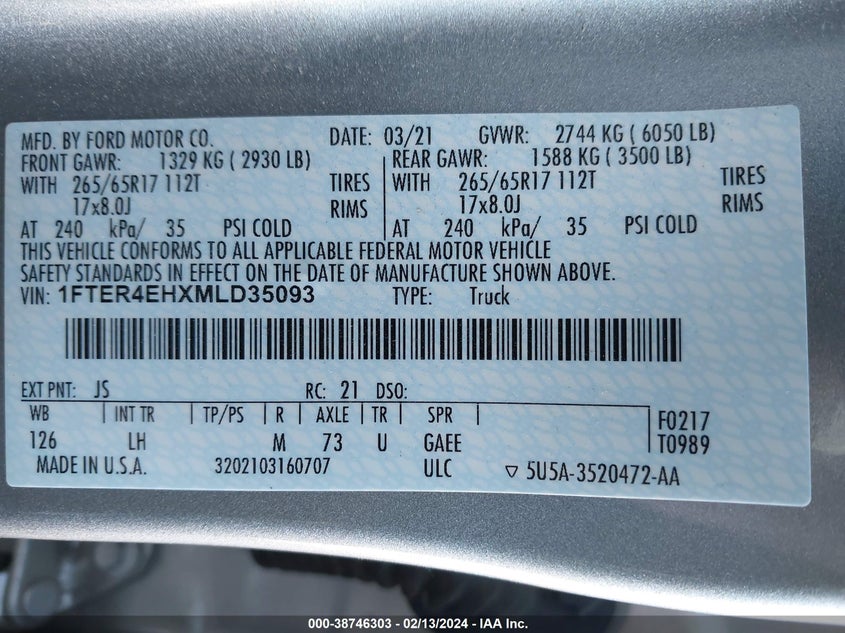 MFD. BY FORD MOTOR CO. DATE: 03/21 GVWR: 2744 KG ( 6050 LB)
FRONT GAWR: 1329 KG ( 2930 LB) REAR GAWR: 1588 KG ( 3500 LB)
WITH 265/65R17 112T TIRES WITH 265/65R17 112T TIRES
17x8.0J RIMS 17x8.0J RIMS
AT 240 kPa/ 35 PSI COLD AT 240 kPa/ 35 PSI COLD
THIS VEHICLE CONFORMS TO ALL APPLICABLE FEDERAL MOTOR VEHICLE
SAFETY STANDARDS IN EFFECT ON THE DATE OF MANUFACTURE SHOWN ABOVE.
VIN: 1FTER4EHXMLD35093 TYPE: Truck
EXT PNT: JS RC: 21 DSO:
WB INT TR TP/PS R AXLE TR SPR F0217
126 LH M 73 U GAEE T0989
MADE IN U.S.A. 3202103160707 ULC ▽ 5U5A-3520472-AA
000-38746303 - 02/13/2024 - IAA Inc.